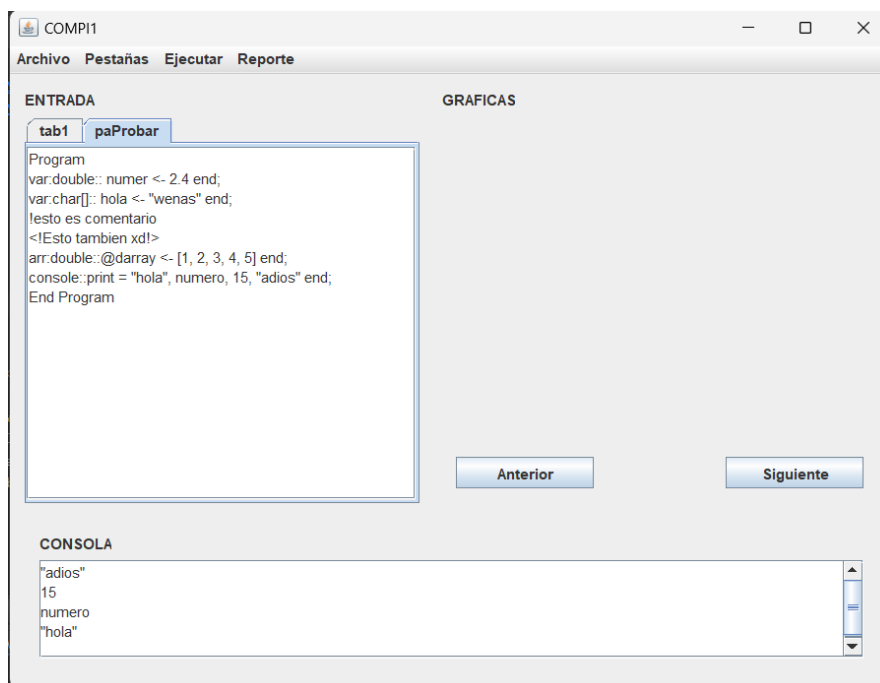 COMPI1
Archivo Pestañas Ejecutar Reporte
ENTRADA
GRAFICAS
tab1 paProbar
Program
var:double:: numer <- 2.4 end;
var:char[]:: hola <- "wenas" end;
!esto es comentario
<!Esto tambien xd!>
arr:double::@darray <- [1, 2, 3, 4, 5] end;
console::print = "hola", numero, 15, "adios" end;
End Program
Anterior
Siguiente
CONSOLA
"adios"
15
numero
"hola"